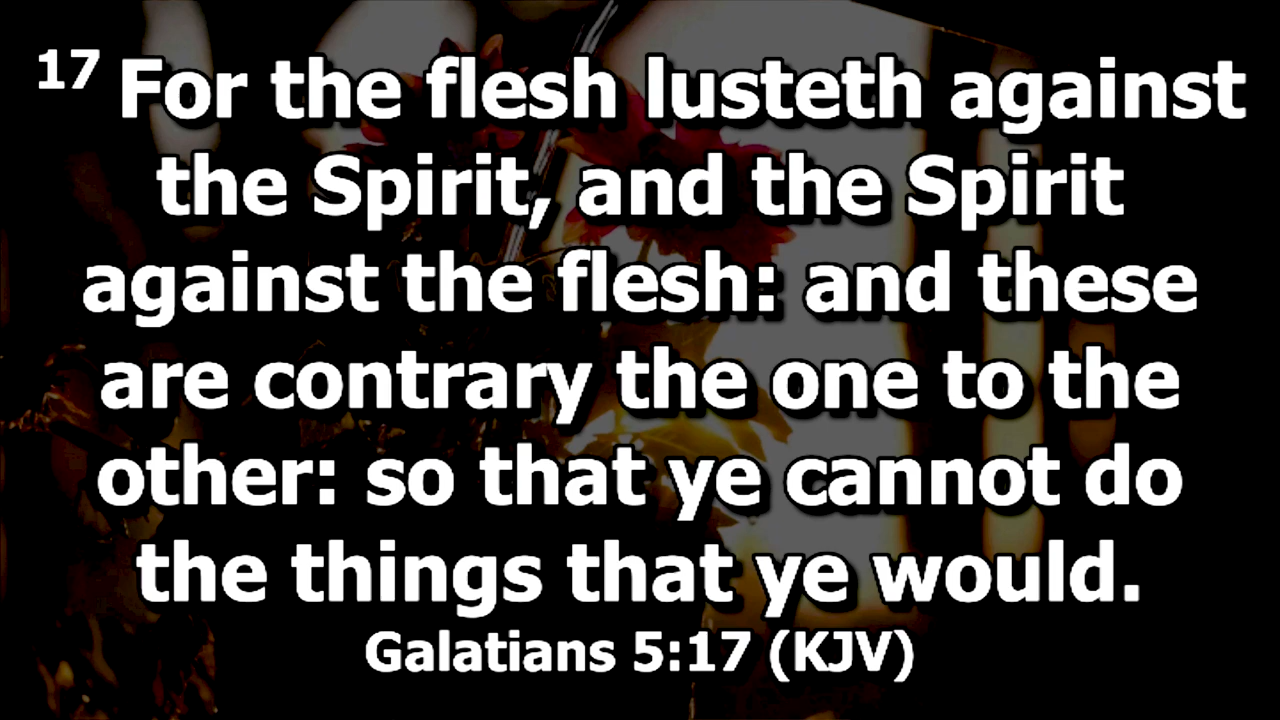 17 For the flesh lusteth against
the Spirit, and the Spirit
against the flesh: and these
are contrary the one to the
other: so that ye cannot do
the things that ye would.
Galatians 5:17 (KJV)